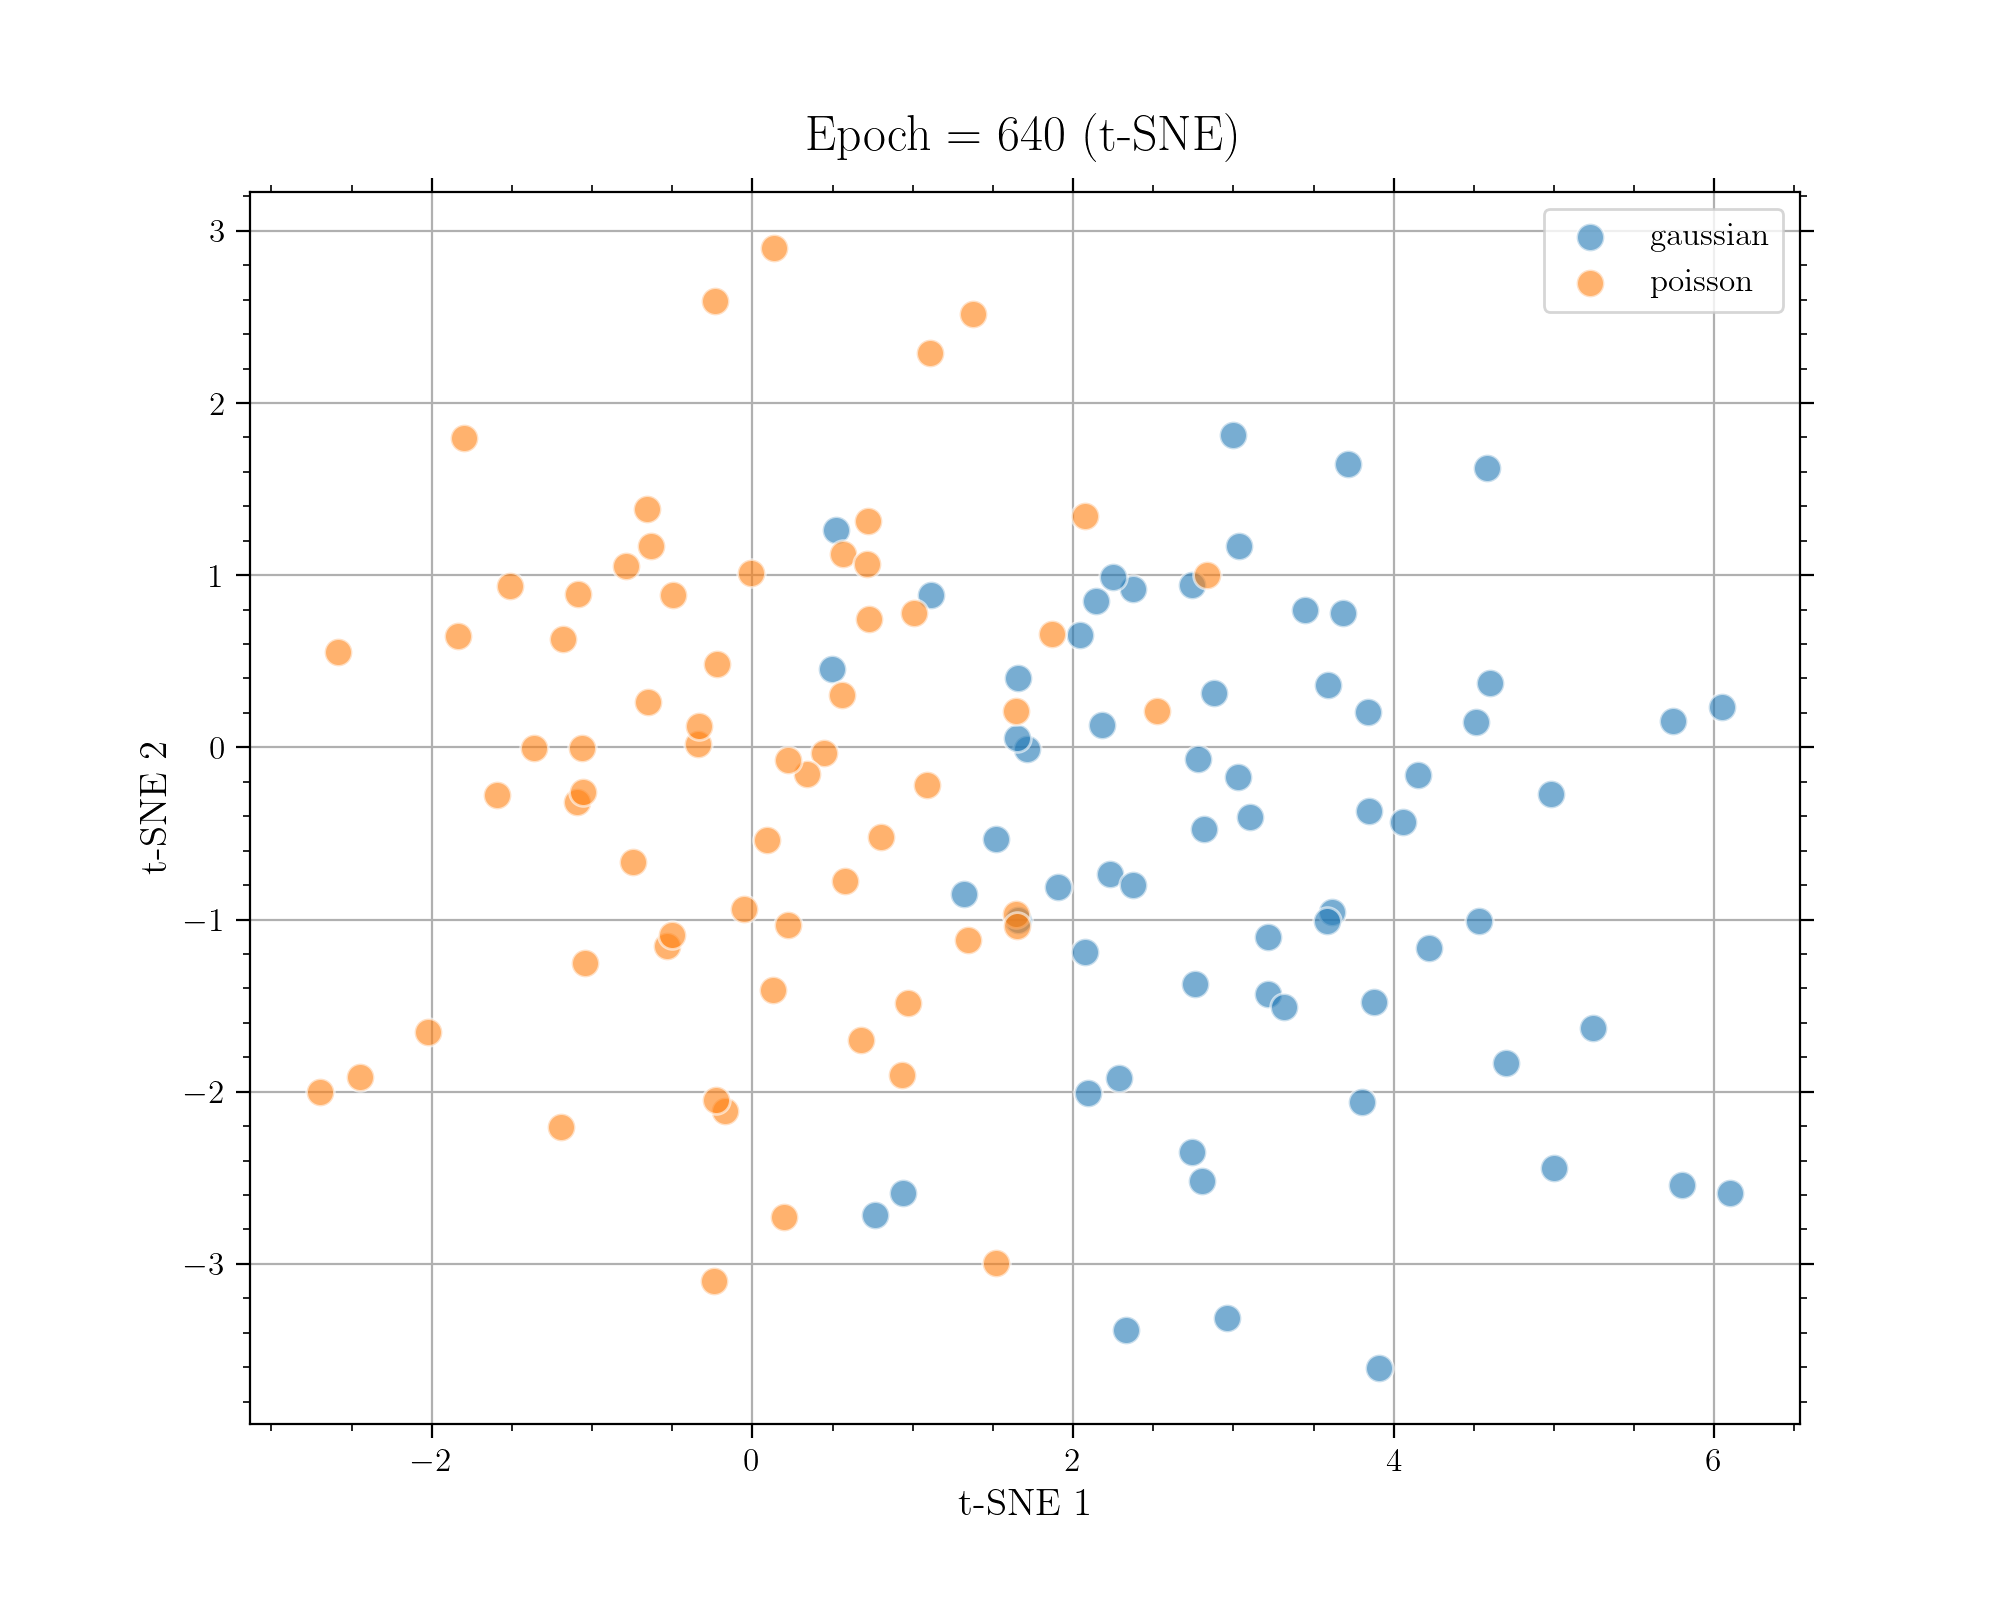 Epoch = 640 (t-SNE)
gaussian
poisson
3
2
1
0
−1
−2
−3
t-SNE 2
−2 0 2 4 6
t-SNE 1